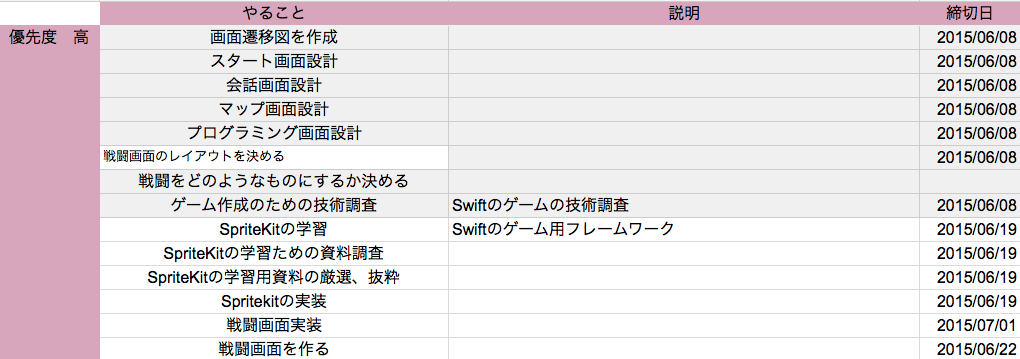 やること 説明 締切日
優先度 高 画面遷移図を作成 2015/06/08
スタート画面設計 2015/06/08
会話画面設計 2015/06/08
マップ画面設計 2015/06/08
プログラミング画面設計 2015/06/08
戦闘画面のレイアウトを決める 2015/06/08
戦闘をどのようなものにするか決める
ゲーム作成のための技術調査 Swiftのゲームの技術調査 2015/06/08
SpriteKitの学習 Swiftのゲーム用フレームワーク 2015/06/19
SpriteKitの学習ための資料調査 2015/06/19
SpriteKitの学習用資料の厳選、抜粋 2015/06/19
Spritekitの実装 2015/06/19
戦闘画面実装 2015/07/01
戦闘画面を作る 2015/06/22